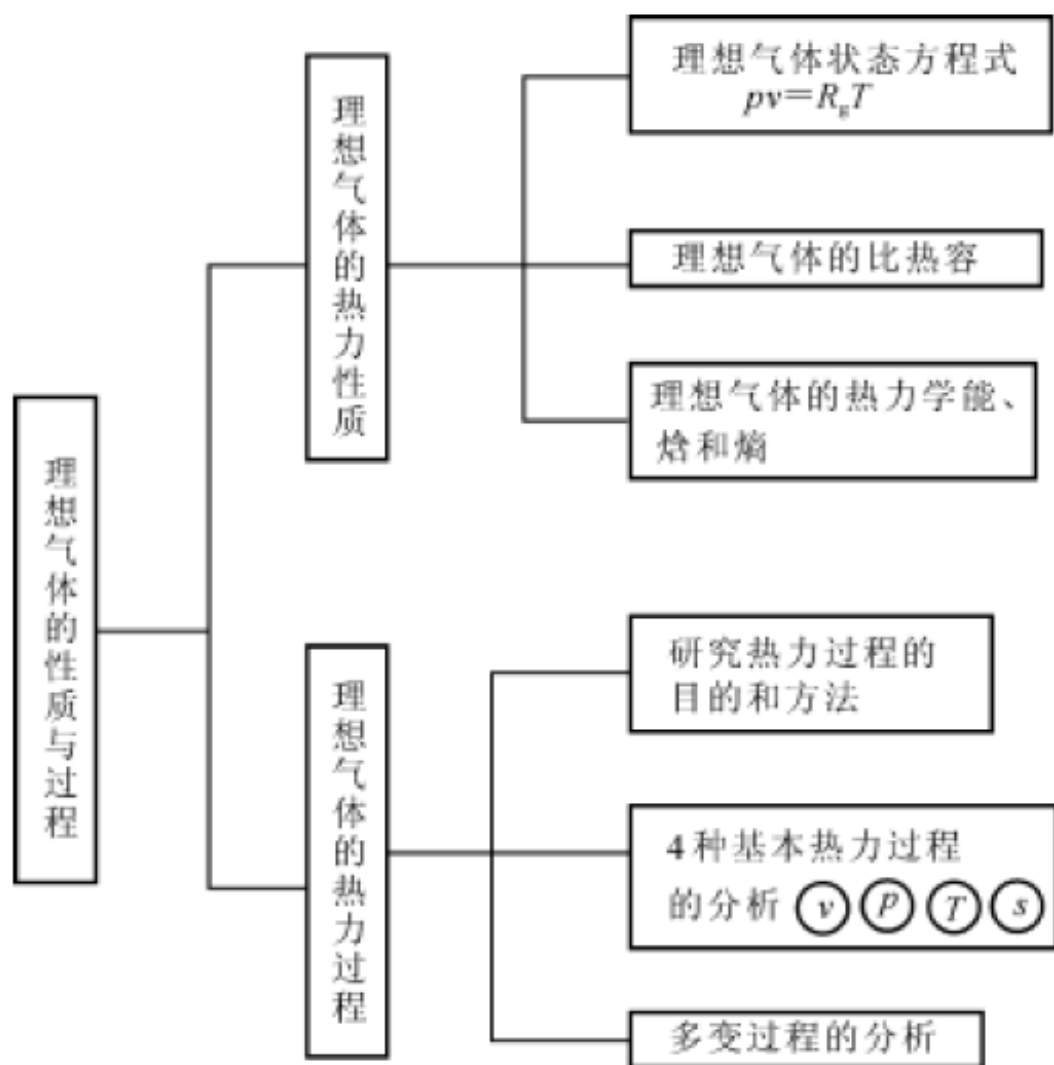 理想气体的性质与过程
理想气体的热力性质
理想气体状态方程式
pv=RgT
理想气体的比热容
理想气体的热力学能、
焓和熵
理想气体的热力过程
研究热力过程的
目的和方法
4种基本热力过程
的分析 v p T s
多变过程的分析